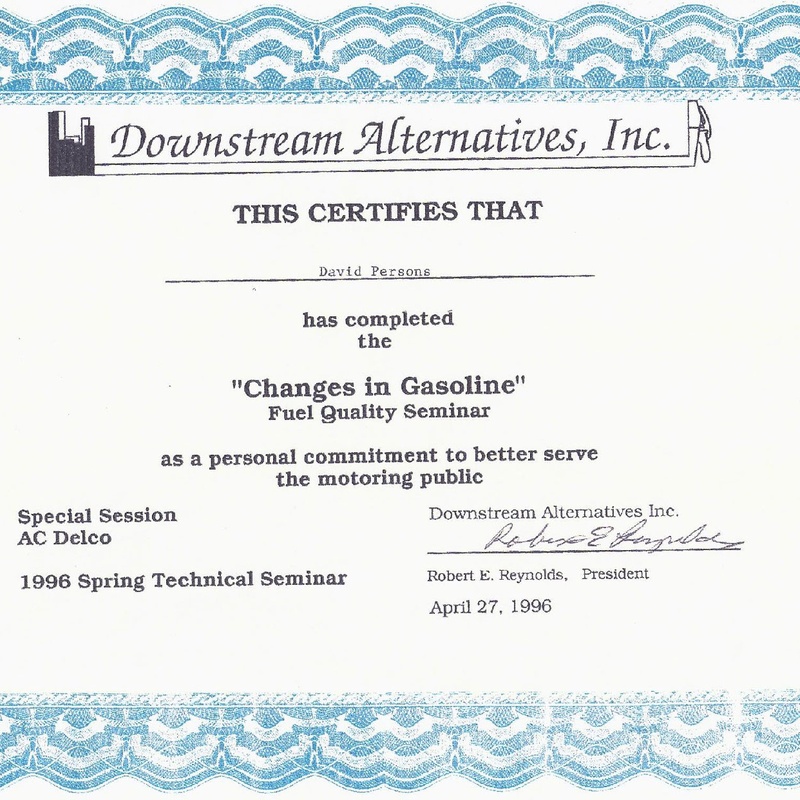 Downstream Alternatives, Inc.
THIS CERTIFIES THAT
David Persons
has completed
the
"Changes in Gasoline"
Fuel Quality Seminar
as a personal commitment to better serve
the motoring public
Special Session
AC Delco
1996 Spring Technical Seminar
Downstream Alternatives Inc.
Robert E Reynolds
Robert E. Reynolds, President
April 27, 1996